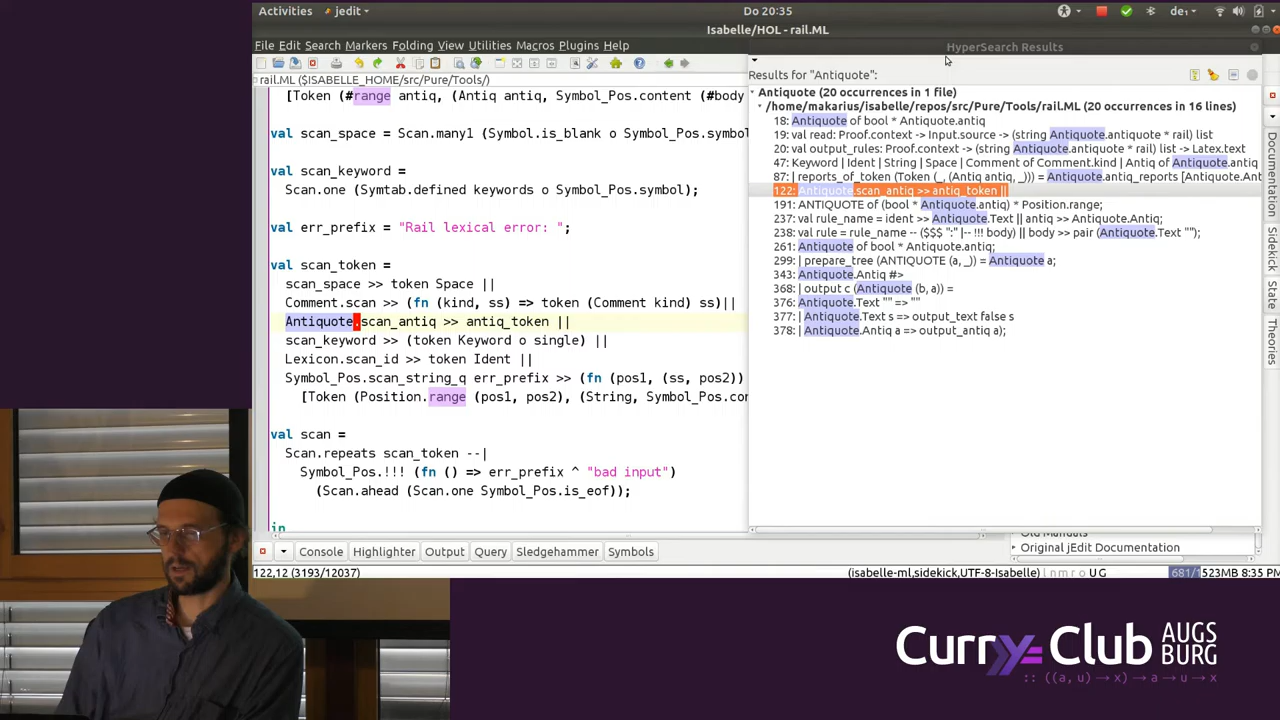 Activities
jedit
Do 20:35
de1
Isabelle/HOL - rail.ML
File Edit Search Markers Folding View Utilities Macros Plugins Help
rail.ML ($ISABELLE_HOME/src/Pure/Tools/)
[Token (#range antiq, (Antiq antiq, Symbol_Pos.content (#body
val scan_space = Scan.many1 (Symbol.is_blank o Symbol_Pos.symbo
val scan_keyword =
Scan.one (Symtab.defined keywords o Symbol_Pos.symbol);
val err_prefix = "Rail lexical error: ";
val scan_token =
scan_space >> token Space ||
Comment.scan >> (fn (kind, ss) => token (Comment kind) ss)||
Antiquote.scan_antiq >> antiq_token ||
scan_keyword >> (token Keyword o single) ||
Lexicon.scan_id >> token Ident ||
Symbol_Pos.scan_string_q err_prefix >> (fn (pos1, (ss, pos2))
[Token (Position.range (pos1, pos2), (String, Symbol_Pos.con
val scan =
Scan.repeats scan_token --|
Symbol_Pos.!!! (fn () => err_prefix ^ "bad input")
(Scan.ahead (Scan.one Symbol_Pos.is_eof));
in
HyperSearch Results
Results for "Antiquote":
Antiquote (20 occurrences in 1 file)
/home/makarius/isabelle/repos/src/Pure/Tools/rail.ML (20 occurrences in 16 lines)
18: Antiquote of bool * Antiquote.antiq
19: val read: Proof.context -> Input.source -> (string Antiquote.antiquote * rail) list
20: val output_rules: Proof.context -> (string Antiquote.antiquote * rail) list -> Latex.text
47: Keyword | Ident | String | Space | Comment of Comment.kind | Antiq of Antiquote.antiq
87: | reports_of_token (Token (_, (Antiq antiq, _))) = Antiquote.antiq_reports [Antiquote.Ant
122: Antiquote.scan_antiq >> antiq_token ||
191: ANTIQUOTE of (bool * Antiquote.antiq) * Position.range;
237: val rule_name = ident >> Antiquote.Text || antiq >> Antiquote.Antiq;
238: val rule = rule_name -- ($$$ ":" |-- !!! body) || body >> pair (Antiquote.Text "");
261: Antiquote of bool * Antiquote.antiq;
299: | prepare_tree (ANTIQUOTE (a, _)) = Antiquote a;
343: Antiquote.Antiq #>
368: | output c (Antiquote (b, a)) =
376: Antiquote.Text "" => ""
377: | Antiquote.Text s => output_text false s
378: | Antiquote.Antiq a => output_antiq a);
Documentation
Sidekick
State
Theories
Original jEdit Documentation
Console Highlighter Output Query Sledgehammer Symbols
122,12 (3193/12037)
(isabelle-ml,sidekick,UTF-8-Isabelle)
l n m r o U G
681/1523MB 8:35 PM
Curry Club AUGS
BURG
:: ((a, u) → x) → a → u → x